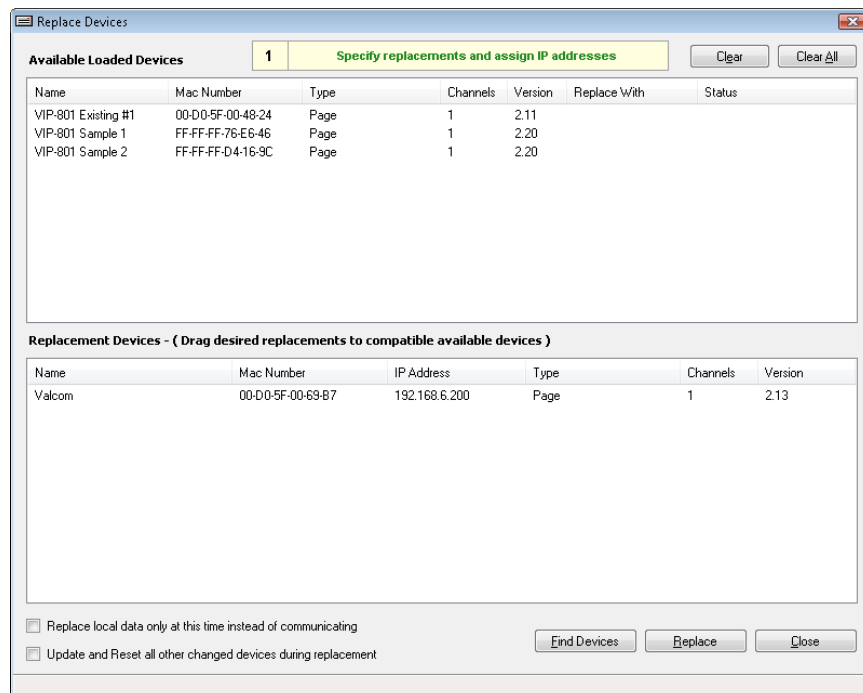 Replace Devices
Available Loaded Devices
1 Specify replacements and assign IP addresses
Clear Clear All
Name Mac Number Type Channels Version Replace With Status
VIP-801 Existing #1 00-D0-5F-00-48-24 Page 1 2.11
VIP-801 Sample 1 FF-FF-FF-76-E6-46 Page 1 2.20
VIP-801 Sample 2 FF-FF-FF-D4-16-9C Page 1 2.20
Replacement Devices - ( Drag desired replacements to compatible available devices )
Name Mac Number IP Address Type Channels Version
Valcom 00-D0-5F-00-69-B7 192.168.6.200 Page 1 2.13
Replace local data only at this time instead of communicating
Update and Reset all other changed devices during replacement
Find Devices Replace Close